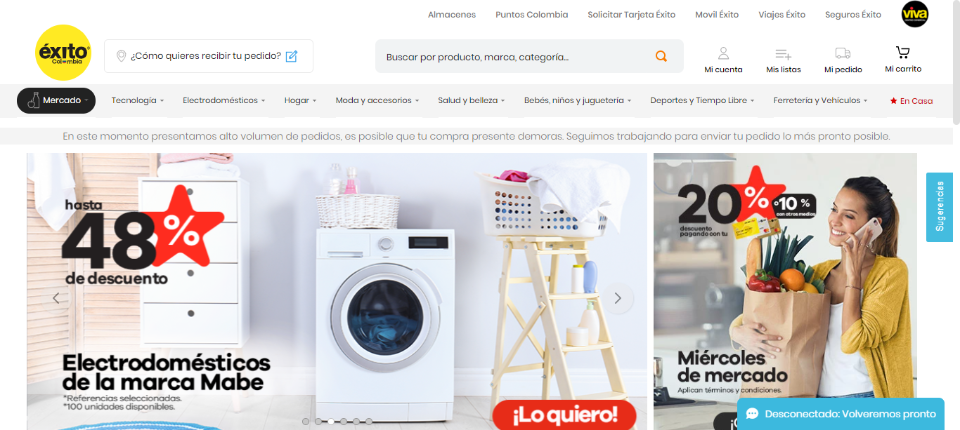 Almacenes Puntos Colombia Solicitar Tarjeta Éxito Movil Éxito Viajes Éxito Seguros Éxito viva
éxito
Colombia
¿Cómo quieres recibir tu pedido?
Buscar por producto, marca, categoría...
Mi cuenta Mis listas Mi pedido Mi carrito
Mercado Tecnología Electrodomésticos Hogar Moda y accesorios Salud y belleza Bebés, niños y juguetería Deportes y Tiempo Libre Ferretería y Vehículos En Casa
En este momento presentamos alto volumen de pedidos, es posible que tu compra presente demoras. Seguimos trabajando para enviar tu pedido lo más pronto posible.
hasta
48%
de descuento
Electrodomésticos
de la marca Mabe
*Referencias seleccionadas.
*100 unidades disponibles.
¡Lo quiero!
20% o 10 %
con otros medios
descuento
pagando con tu
Miércoles
de mercado
Aplican términos y condiciones.
Sugerencias
Desconectado: Volveremos pronto